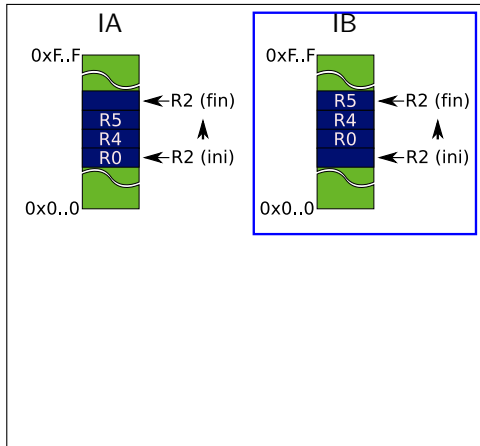 IA
IB
0xF..F
R2 (fin)
R5
R4
R0
R2 (ini)
0x0..0
0xF..F
R5
R2 (fin)
R4
R0
R2 (ini)
0x0..0